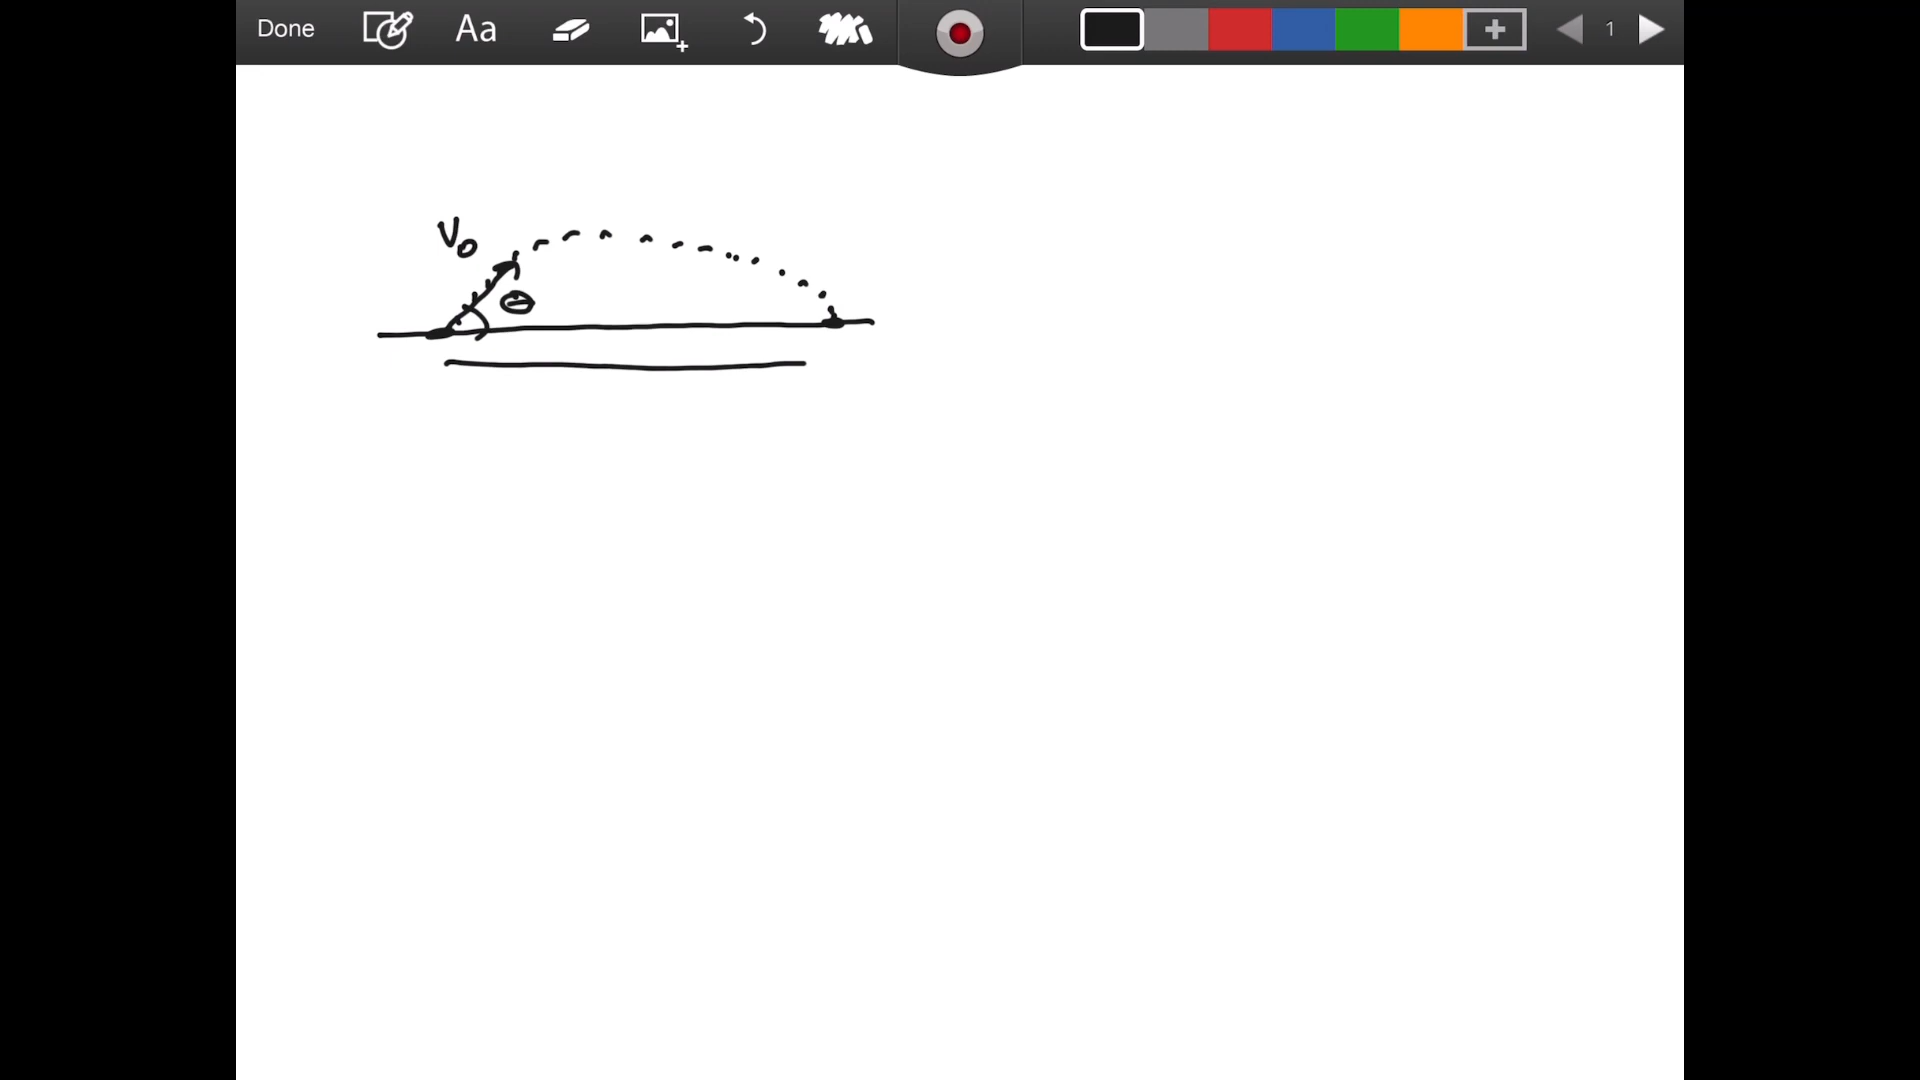 Done Aa 1
V₀
Θ